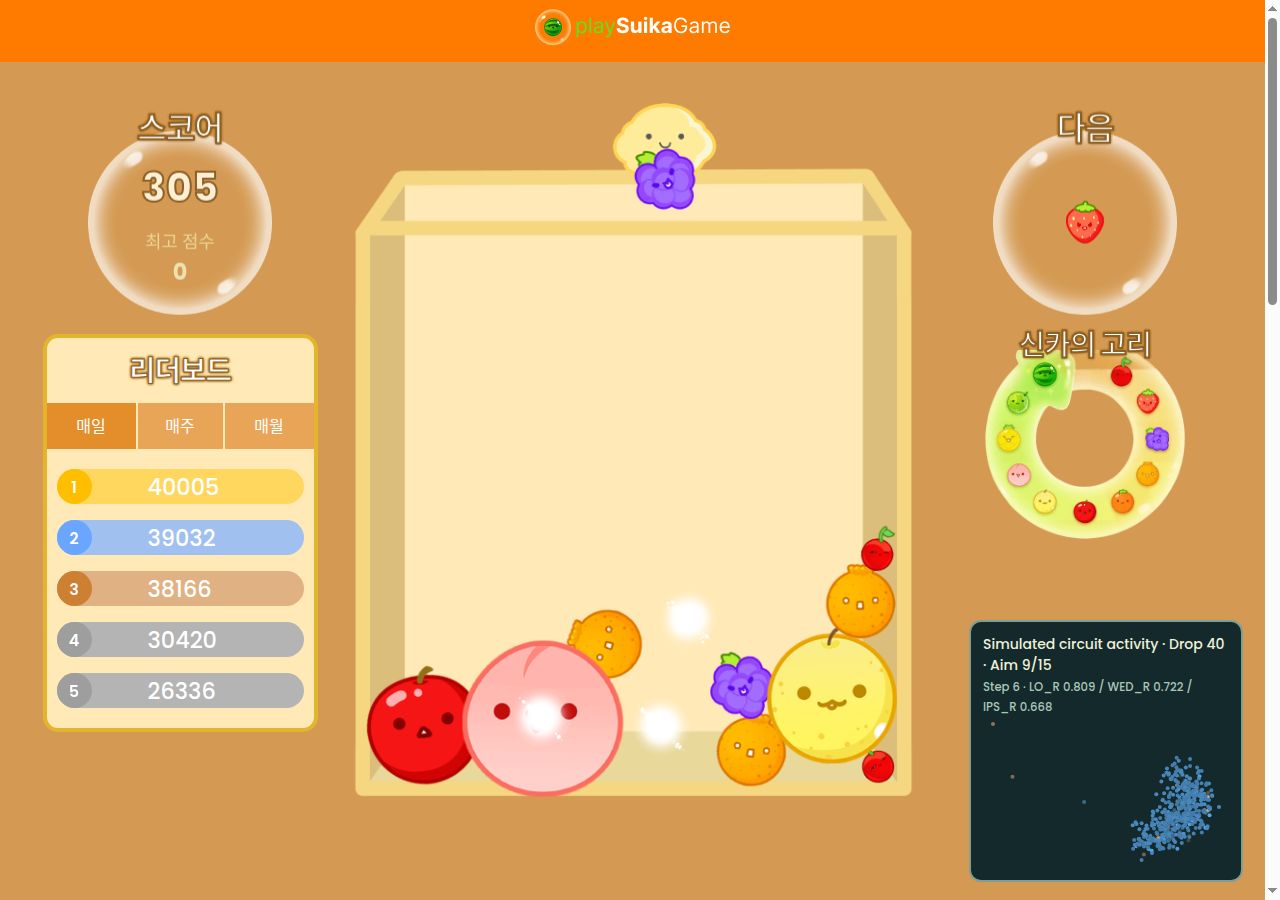 playSuikaGame
스코어
305
최고 점수
0
다음
신카의 고리
리더보드
매일 매주 매월
1 40005
2 39032
3 38166
4 30420
5 26336
Simulated circuit activity · Drop 40
· Aim 9/15
Step 6 · LO_R 0.809 / WED_R 0.722 /
IPS_R 0.668